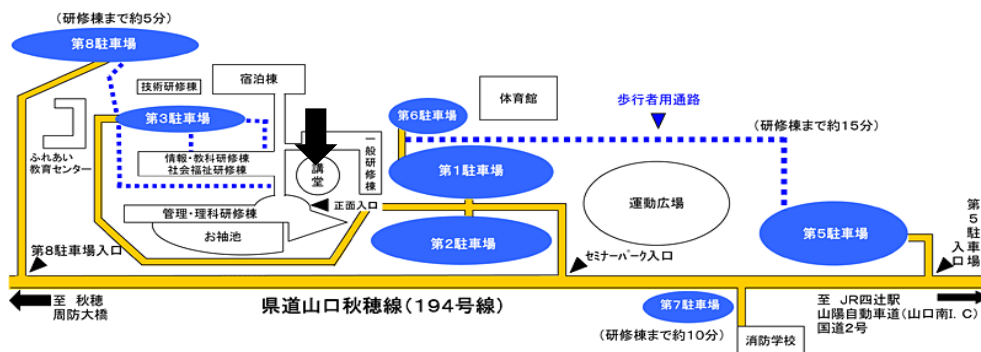 (研修棟まで約5分)
第8駐車場
宿泊棟
技術研修棟
体育館
歩行者用通路
第3駐車場
第6駐車場
(研修棟まで約15分)
ふれあい
教育センター
情報・教科研修棟
社会福祉研修棟
講堂
一般研修棟
第1駐車場
運動広場
管理・理科研修棟
正面入口
お袖池
第2駐車場
第5駐車場
第5駐車場
入口
第8駐車場入口
セミナーパーク入口
至 秋穂
周防大橋
県道山口秋穂線(194号線)
第7駐車場
(研修棟まで約10分)
消防学校
至 JR四辻駅
山陽自動車道(山口南I.C)
国道2号